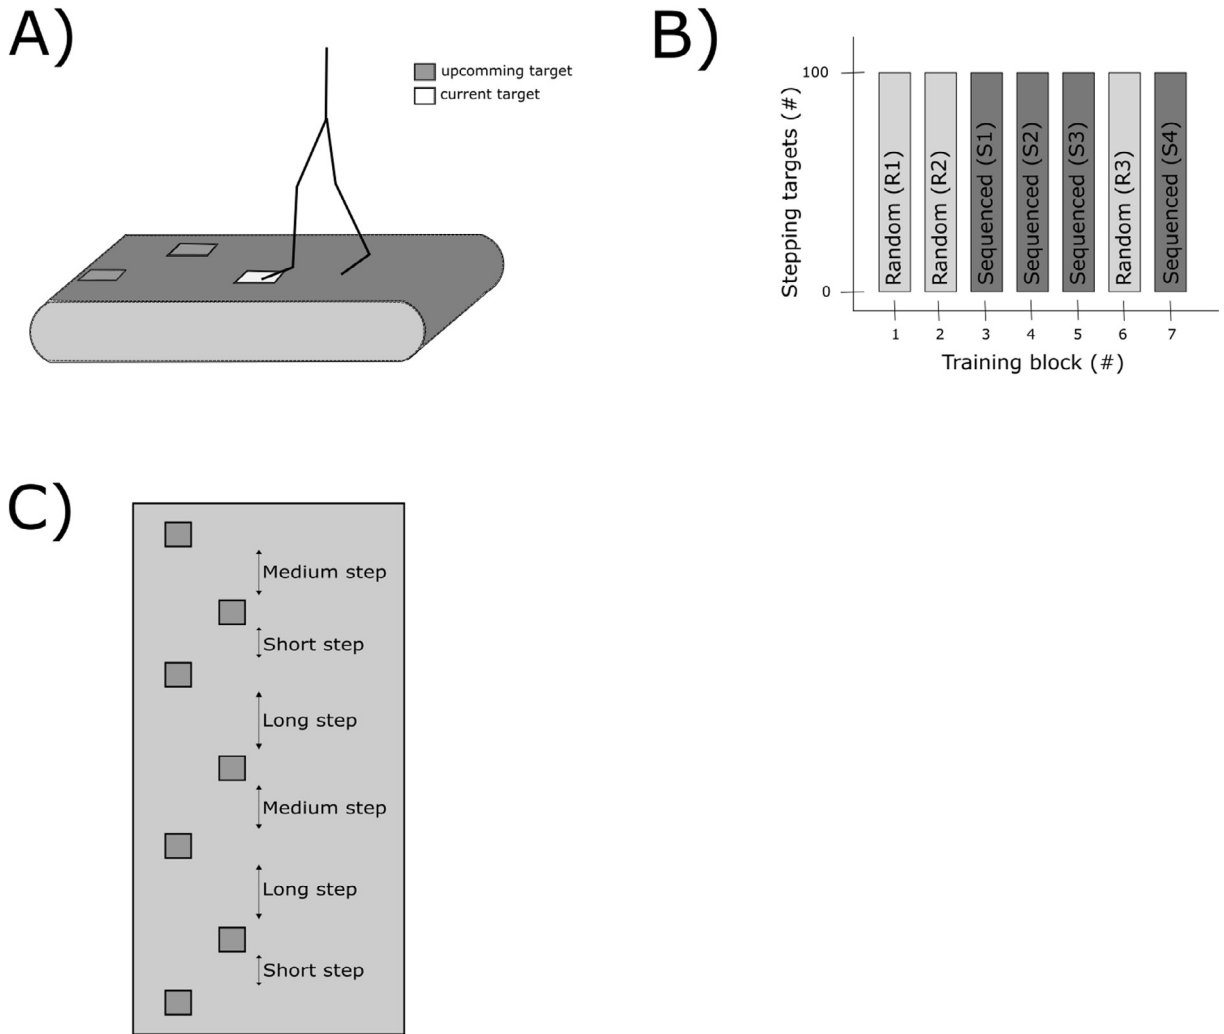 A)
upcomming target
current target
B)
Stepping targets (#)
100
0
Random (R1)
Random (R2)
Sequenced (S1)
Sequenced (S2)
Sequenced (S3)
Random (R3)
Sequenced (S4)
1 2 3 4 5 6 7
Training block (#)
C)
Medium step
Short step
Long step
Medium step
Long step
Short step